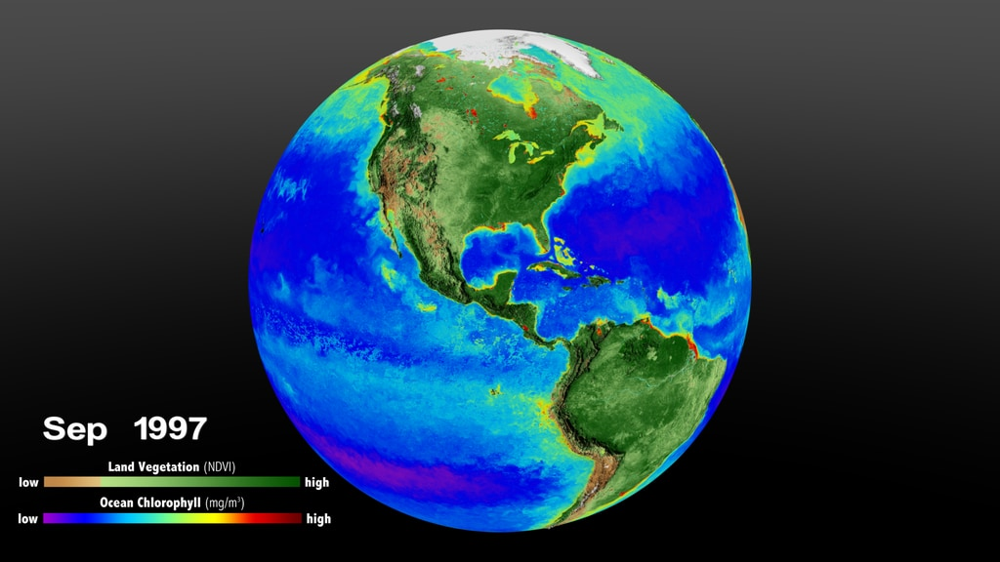 Sep 1997
Land Vegetation (NDVI)
low high
Ocean Chlorophyll (mg/m³)
low high